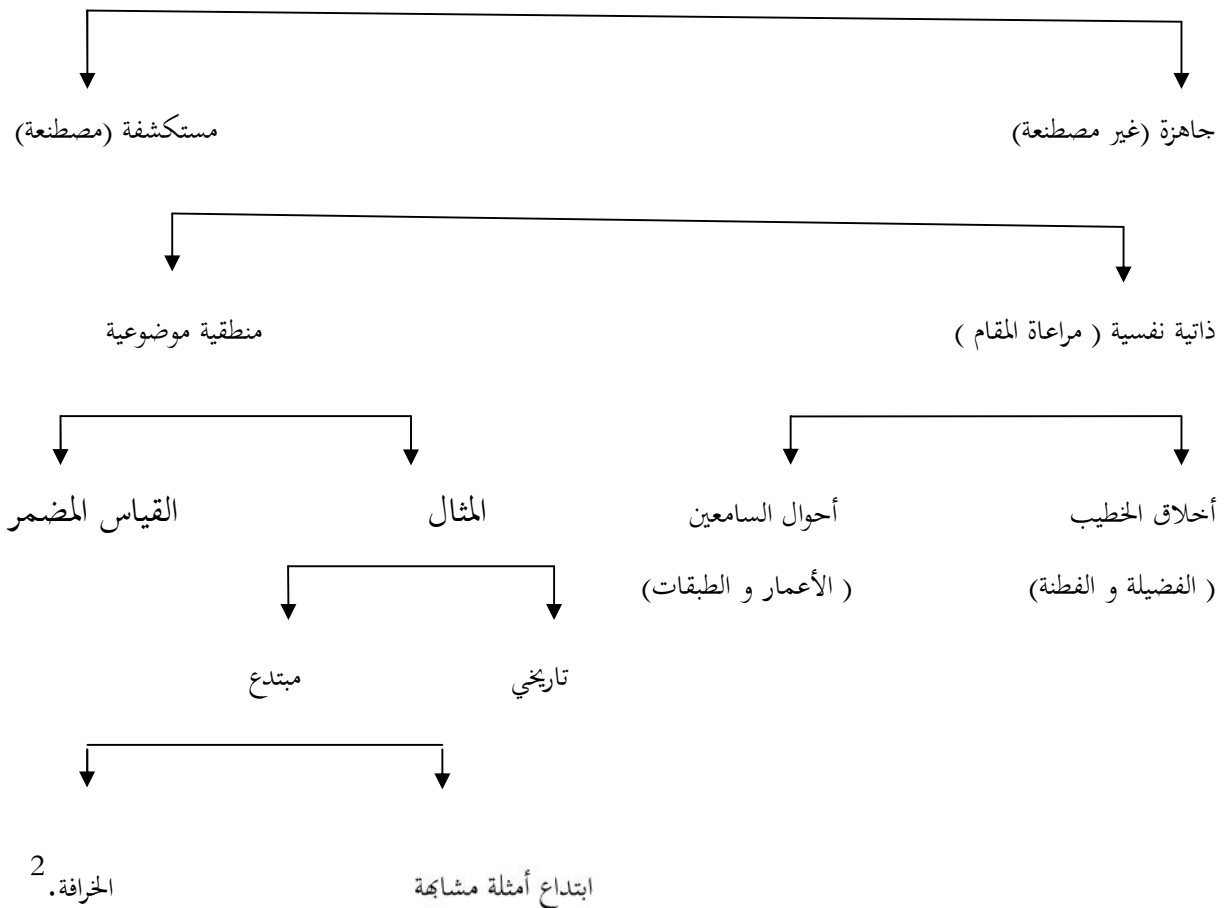 جاهزة (غير مصطنعة) مستكشفة (مصطنعة)
ذاتية نفسية ( مراعاة المقام ) منطقية موضوعية
أخلاق الخطيب أحوال السامعين المثال القياس المضمر
( الفضيلة و الفطنة) ( الأعمار و الطبقات)
تاريخي مبتدع
ابتداع أمثلة مشابهة الخرافة.2